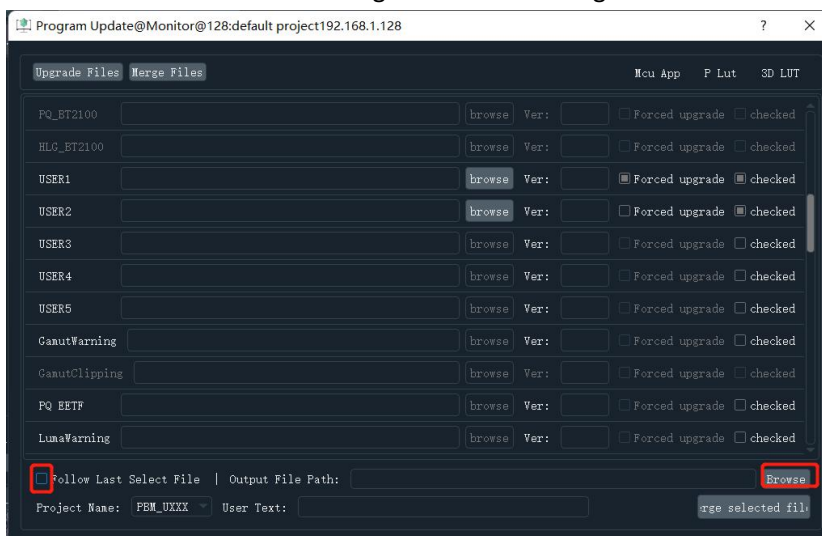 Program Update@Monitor@128:default project192.168.1.128 ? ×
Upgrade Files Merge Files Mcu App P Lut 3D LUT
PQ_BT2100 browse Ver: Forced upgrade checked
HLG_BT2100 browse Ver: Forced upgrade checked
USER1 browse Ver: Forced upgrade checked
USER2 browse Ver: Forced upgrade checked
USER3 browse Ver: Forced upgrade checked
USER4 browse Ver: Forced upgrade checked
USER5 browse Ver: Forced upgrade checked
GamutWarning browse Ver: Forced upgrade checked
GamutClipping browse Ver: Forced upgrade checked
PQ EETF browse Ver: Forced upgrade checked
LumaWarning browse Ver: Forced upgrade checked
Follow Last Select File | Output File Path: Browse
Project Name: PBM_UXXX User Text: rge selected fil